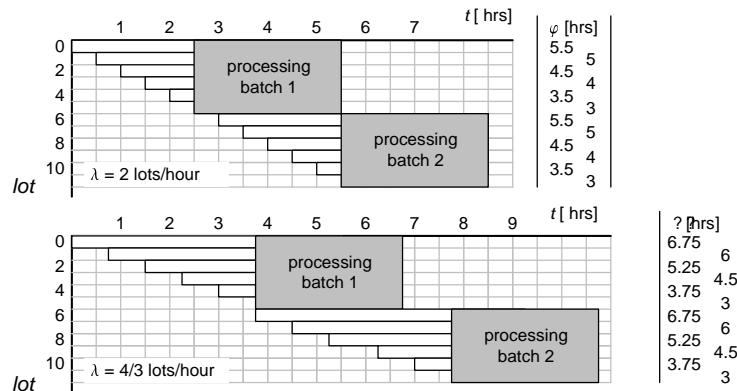 1 2 3 4 5 6 7 t [ hrs] φ [hrs]
0 5.5
5
2 processing 4.5
batch 1 4
4 3.5
3
6 5.5
5
8 processing 4.5
batch 2 4
10 3.5
λ = 2 lots/hour 3
lot
1 2 3 4 5 6 7 8 9 t [ hrs] ? [hrs]
0 6.75
6
2 processing 5.25
batch 1 4.5
4 3.75
3
6 6.75
6
8 processing 5.25
batch 2 4.5
10 3.75
λ = 4/3 lots/hour 3
lot